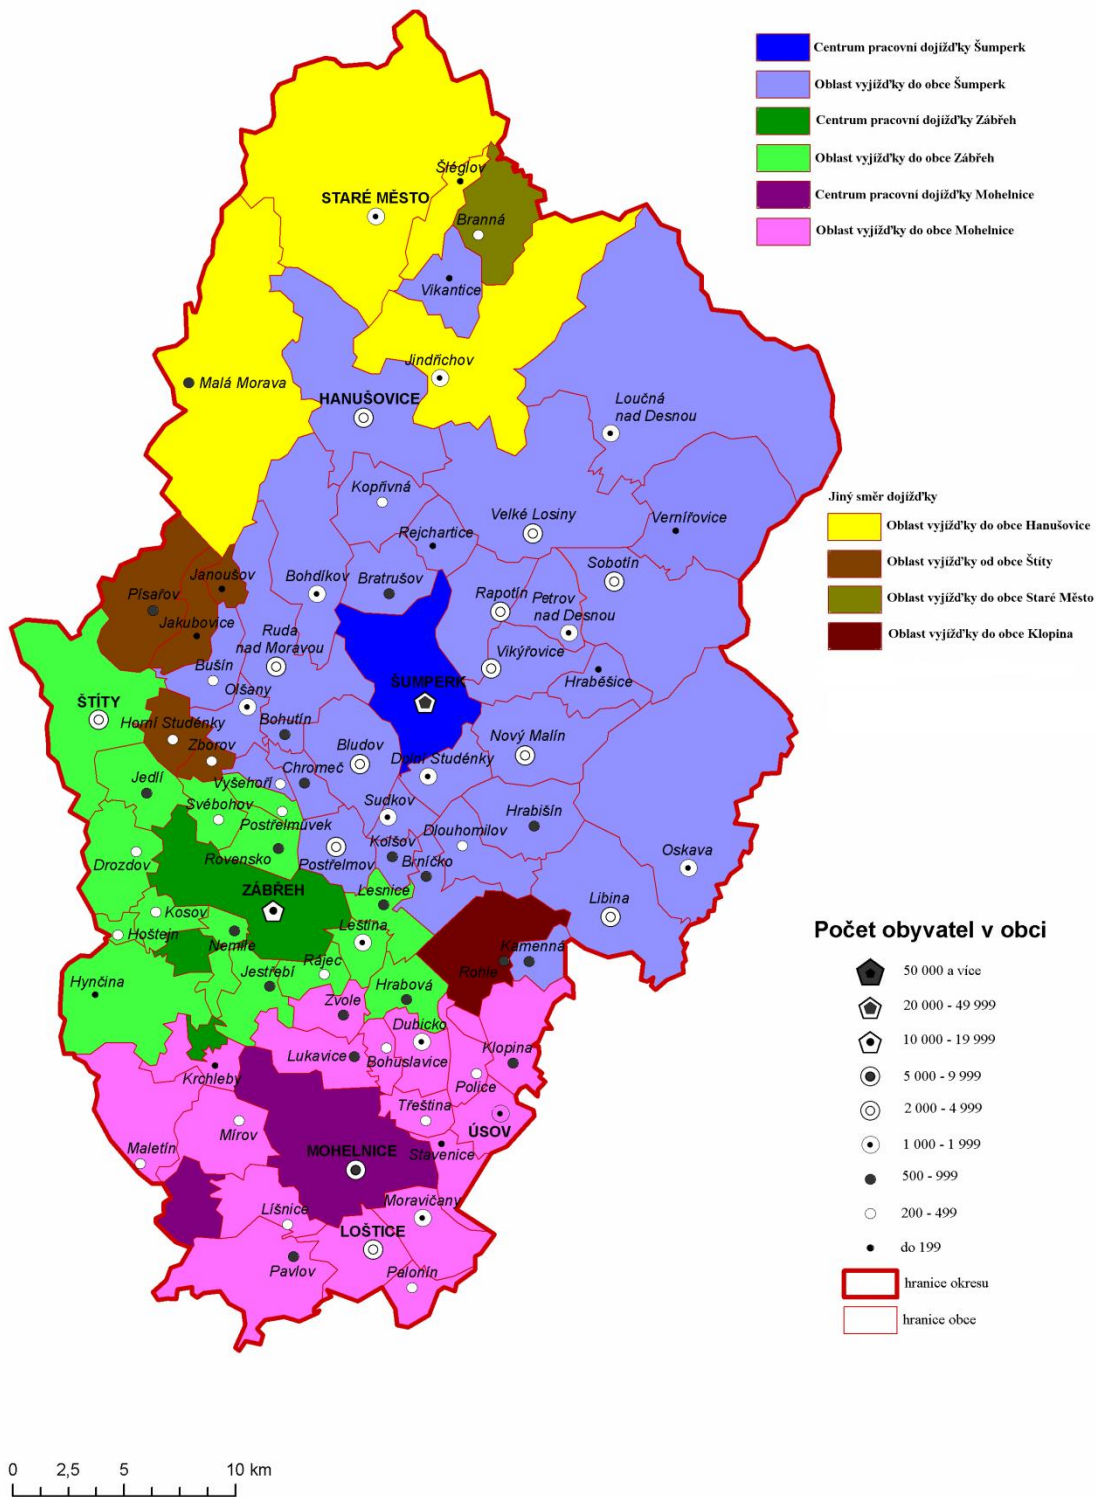 Centrum pracovní dojížďky Šumperk
Oblast vyjížďky do obce Šumperk
Centrum pracovní dojížďky Zábřeh
Oblast vyjížďky do obce Zábřeh
Centrum pracovní dojížďky Mohelnice
Oblast vyjížďky do obce Mohelnice
Šléglov
STARÉ MĚSTO
Branná
Vikantice
Jindřichov
Malá Morava
HANUŠOVICE
Loučná
nad Desnou
Kopřivná
Velké Losiny
Rejchartice
Vernířovice
Jiný směr dojížďky
Oblast vyjížďky do obce Hanušovice
Oblast vyjížďky od obce Štíty
Oblast vyjížďky do obce Staré Město
Oblast vyjížďky do obce Klopina
Janoušov
Písařov
Jakubovice
Bohdíkov
Bratrušov
Sobotín
Rapotín
Petrov
nad Desnou
Ruda
nad Moravou
Vikýřovice
Bušín
Hraběšice
ŠUMPERK
Olšany
ŠTÍTY
Horní Studénky
Bohutín
Zborov
Bludov
Nový Malín
Dolní Studénky
Chromeč
Vyšehoří
Jedlí
Svébohov
Sudkov
Hrabišín
Postřelmůvek
Dlouhomilov
Kolšov
Rovensko
Postřelmov
Brníčko
Drozdov
Oskava
ZÁBŘEH
Lesnice
Libina
Kosov
Hoštejn
Leština
Nemile
Kamenná
Rohle
Rájec
Jestřebí
Hynčina
Hrabová
Zvole
Dubicko
Lukavice
Bohuslavice
Klopina
Krchleby
Police
Třeština
ÚSOV
Mírov
Stavenice
Maletín
MOHELNICE
Moravičany
Líšnice
LOŠTICE
Pavlov
Palonín
Počet obyvatel v obci
50 000 a více
20 000 - 49 999
10 000 - 19 999
5 000 - 9 999
2 000 - 4 999
1 000 - 1 999
500 - 999
200 - 499
do 199
hranice okresu
hranice obce
0 2,5 5 10 km